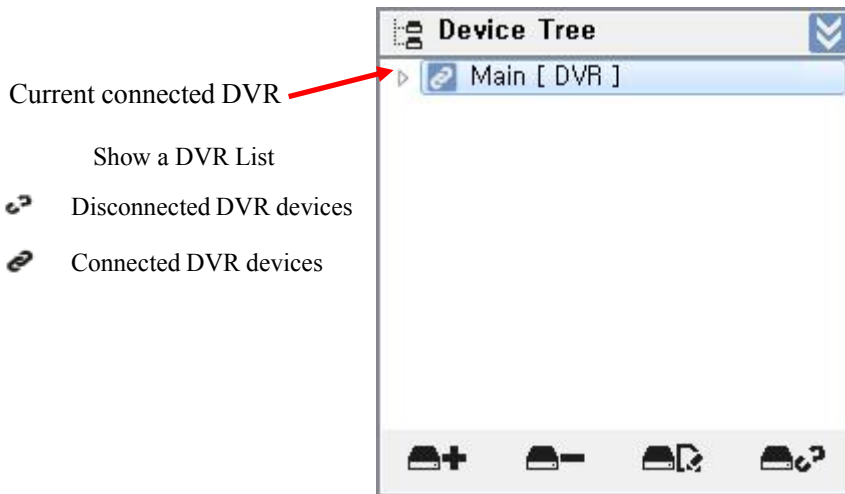 Device Tree
Main [ DVR ]
Current connected DVR
Show a DVR List
Disconnected DVR devices
Connected DVR devices